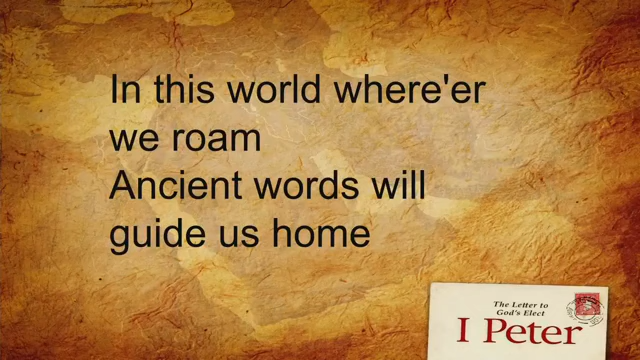 In this world where'er
we roam
Ancient words will
guide us home
The Letter to
God's Elect
I Peter